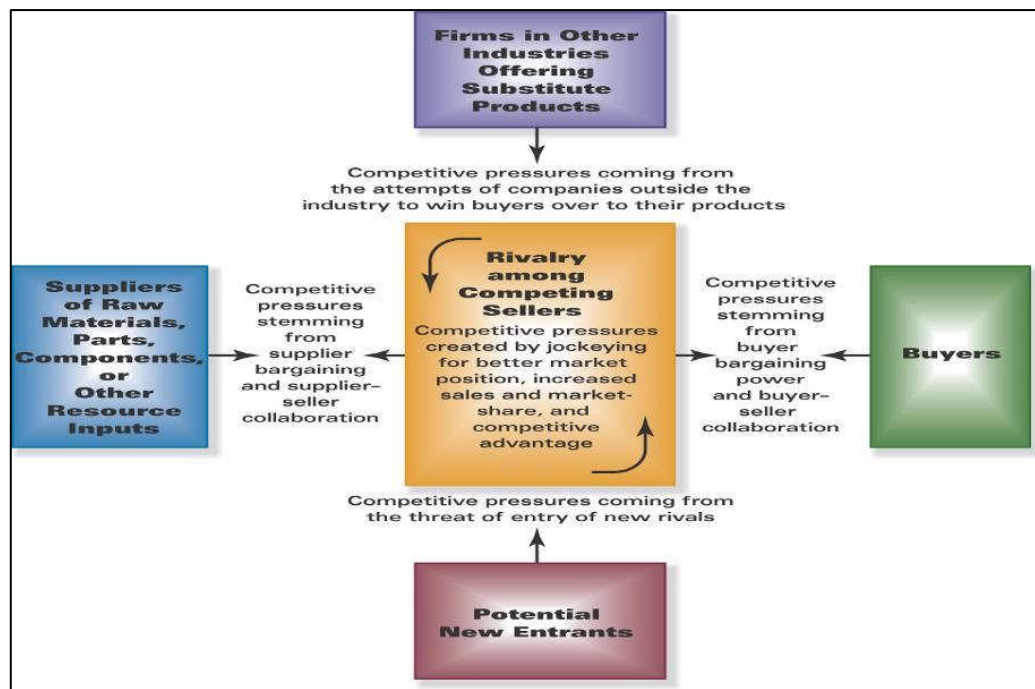 Firms in Other
Industries
Offering
Substitute
Products
Competitive pressures coming from
the attempts of companies outside the
industry to win buyers over to their products
Suppliers
of Raw
Materials,
Parts,
Components,
or
Other
Resource
Inputs
Competitive
pressures
stemming
from
supplier
bargaining
and supplier–
seller
collaboration
Rivalry
among
Competing
Sellers
Competitive pressures
created by jockeying
for better market
position, increased
sales and market-
share, and
competitive
advantage
Competitive
pressures
stemming
from
buyer
bargaining
power
and buyer–
seller
collaboration
Buyers
Competitive pressures coming from
the threat of entry of new rivals
Potential
New Entrants